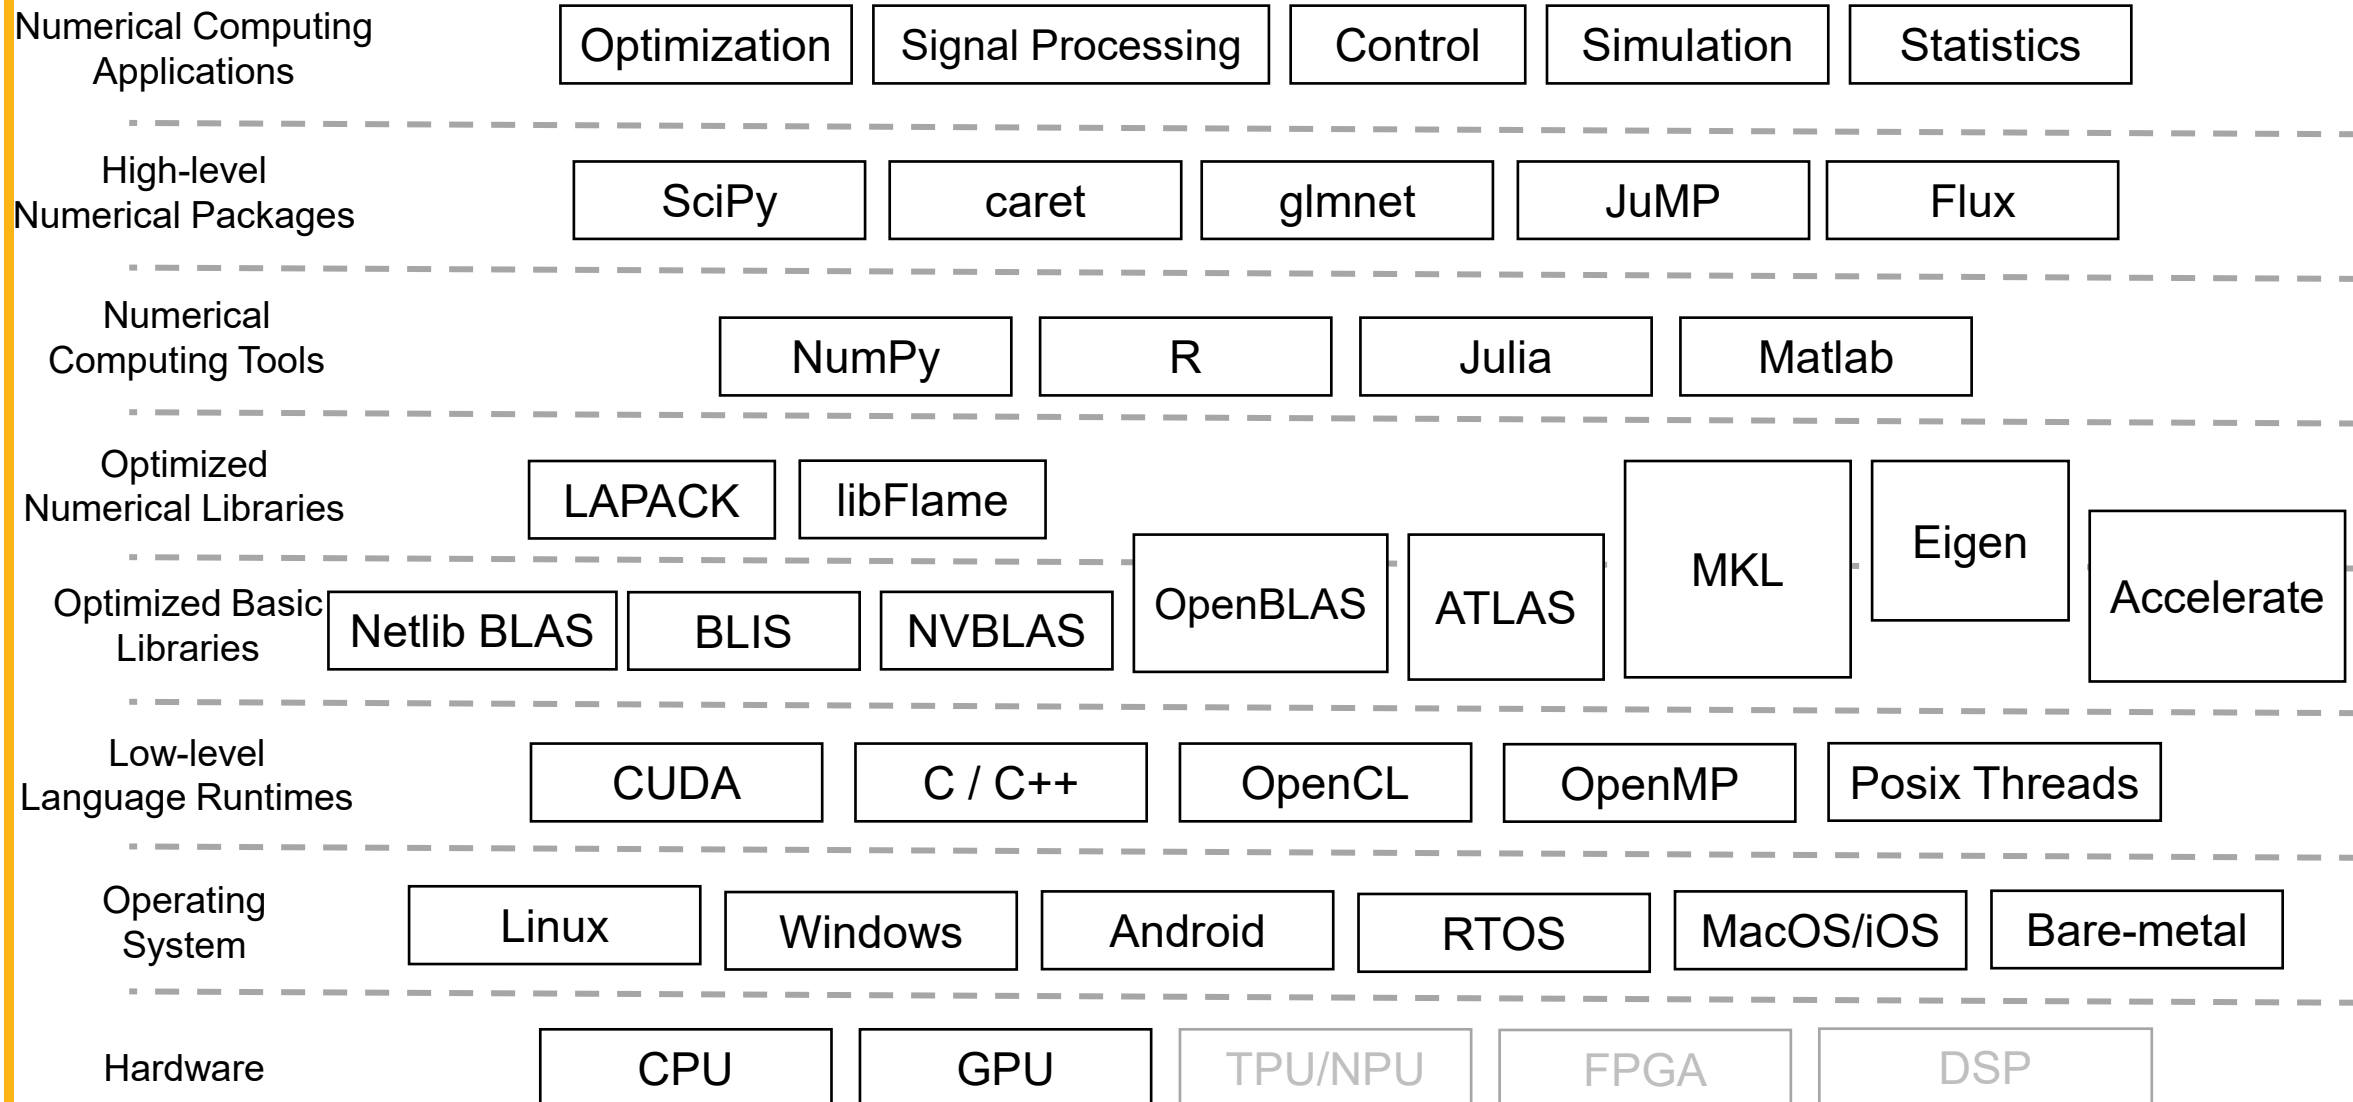 Numerical Computing
Applications
Optimization
Signal Processing
Control
Simulation
Statistics
High-level
Numerical Packages
SciPy
caret
glmnet
JuMP
Flux
Numerical
Computing Tools
NumPy
R
Julia
Matlab
Optimized
Numerical Libraries
LAPACK
libFlame
OpenBLAS
ATLAS
MKL
Eigen
Accelerate
Optimized Basic
Libraries
Netlib BLAS
BLIS
NVBLAS
Low-level
Language Runtimes
CUDA
C / C++
OpenCL
OpenMP
Posix Threads
Operating
System
Linux
Windows
Android
RTOS
MacOS/iOS
Bare-metal
Hardware
CPU
GPU
TPU/NPU
FPGA
DSP